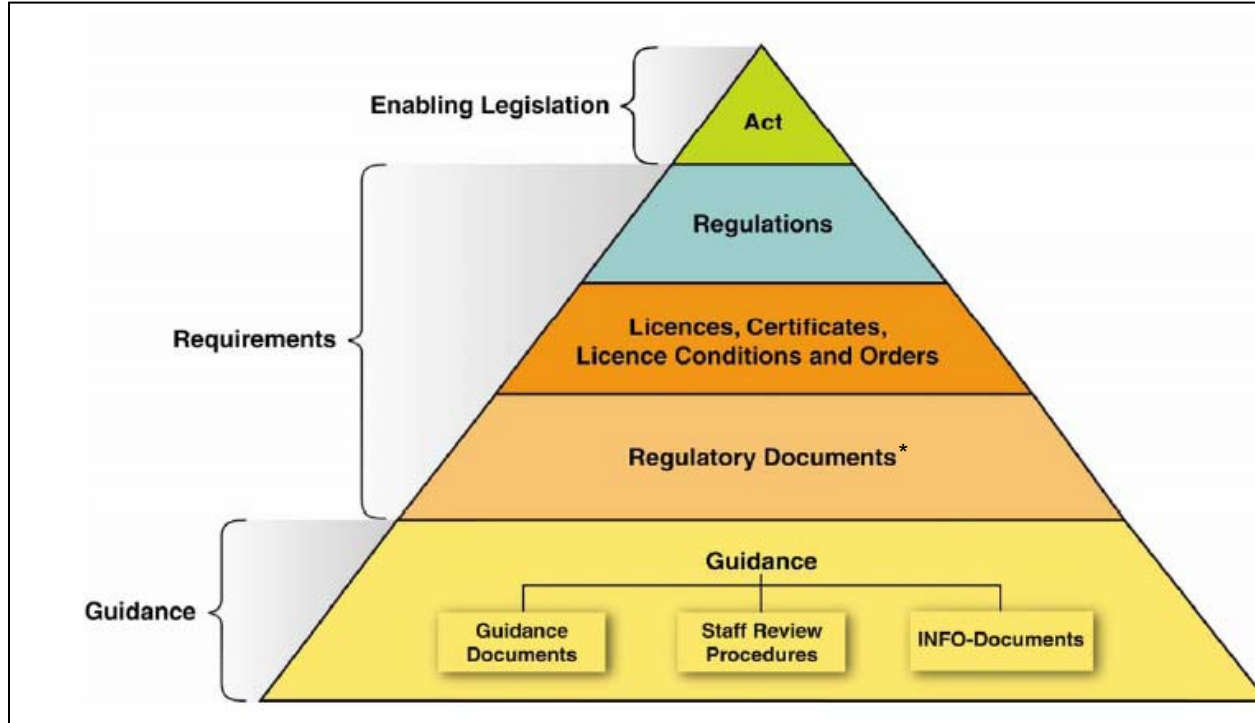 Enabling Legislation
Act
Regulations
Requirements
Licences, Certificates,
Licence Conditions and Orders
Regulatory Documents*
Guidance
Guidance
Guidance
Documents
Staff Review
Procedures
INFO-Documents